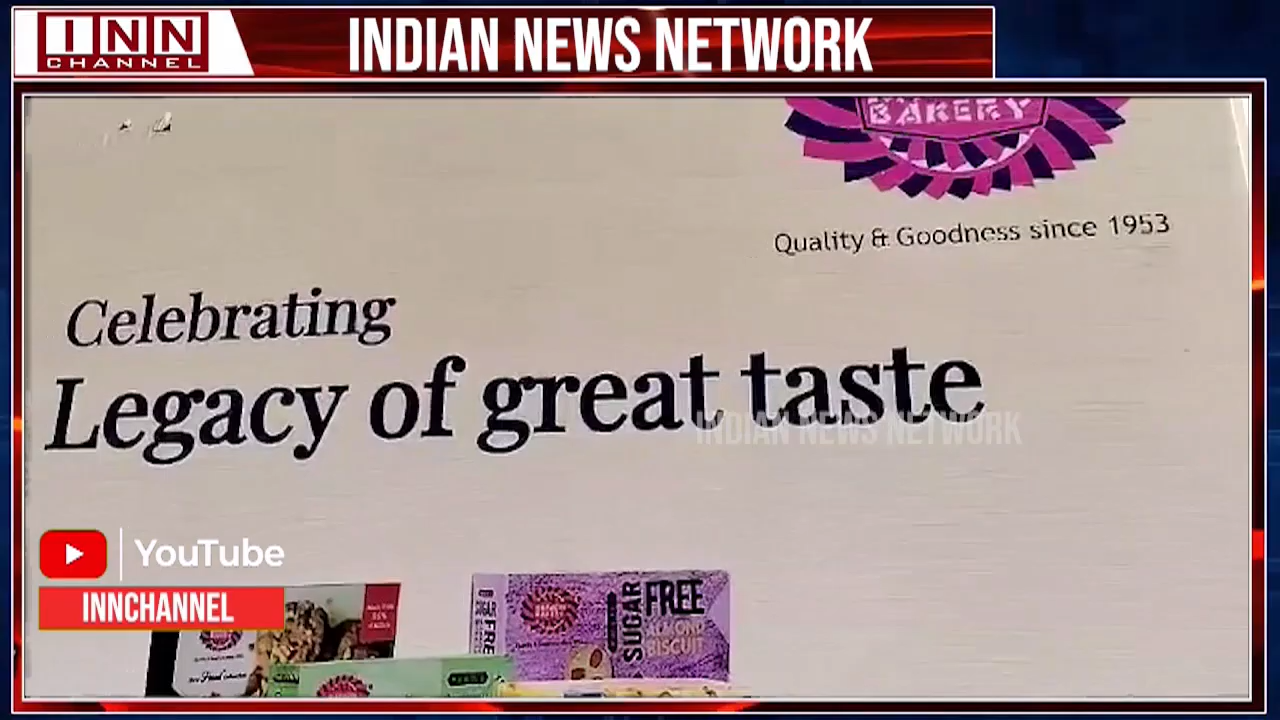 INN
CHANNEL
INDIAN NEWS NETWORK
BAKERY
Quality & Goodness since 1953
Celebrating
Legacy of great taste
INDIAN NEWS NETWORK
YouTube
INNCHANNEL
SUGAR
FREE
SUGAR
FREE
ALMOND
BISCUIT